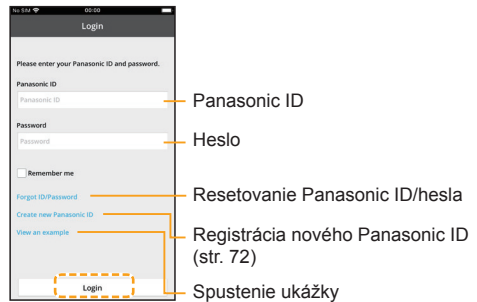 No SIM 00:00
Login
Please enter your Panasonic ID and password.
Panasonic ID
Panasonic ID
Panasonic ID
Password
Password
Heslo
Remember me
Forgot ID/Password
Resetovanie Panasonic ID/hesla
Create new Panasonic ID
Registrácia nového Panasonic ID
(str. 72)
View an example
Spustenie ukážky
Login